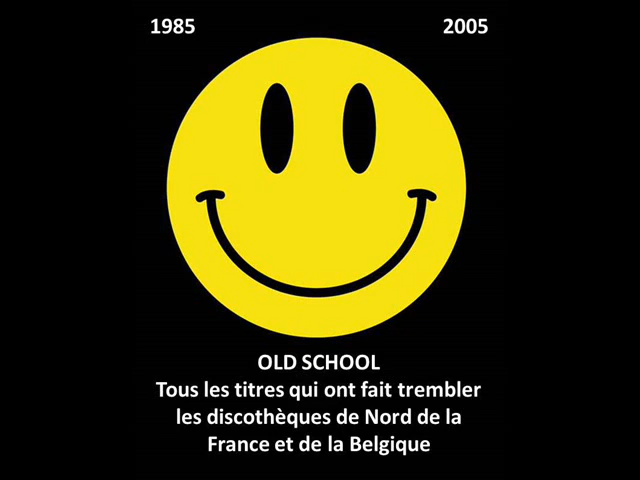 1985 2005
OLD SCHOOL
Tous les titres qui ont fait trembler
les discothèques de Nord de la
France et de la Belgique